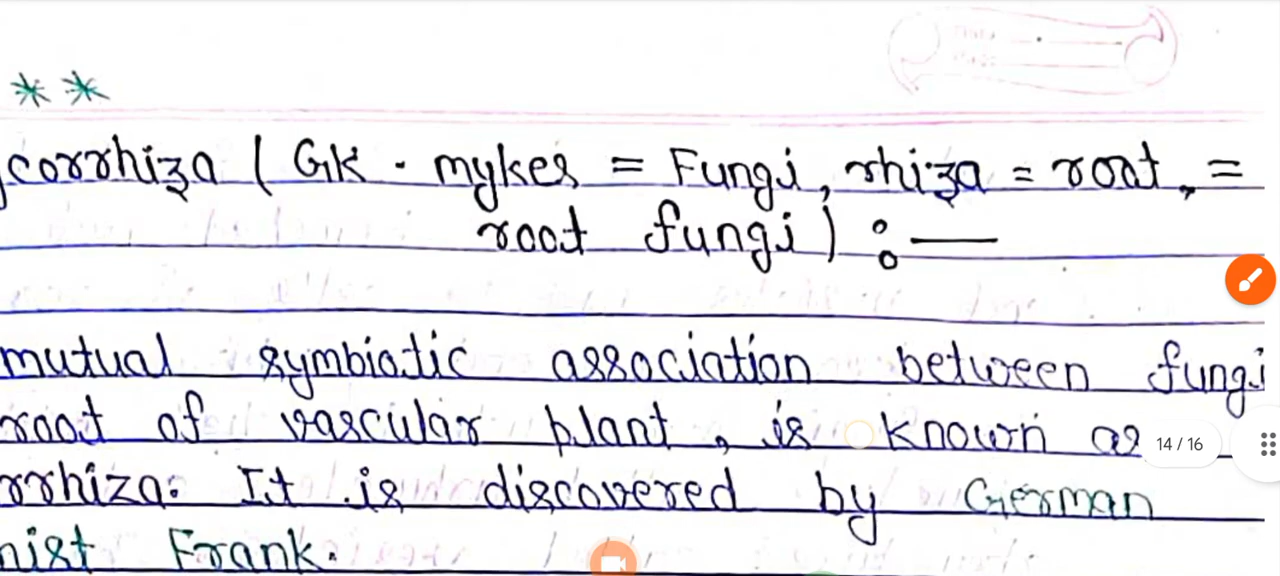 corrhiza ( GK - mykes = Fungi, rhiza = root, =
root fungi) :—
mutual symbiotic association between fungi
root of vascular plant, is known as
14 / 16
rrhiza. It is discovered by German
nist Frank.